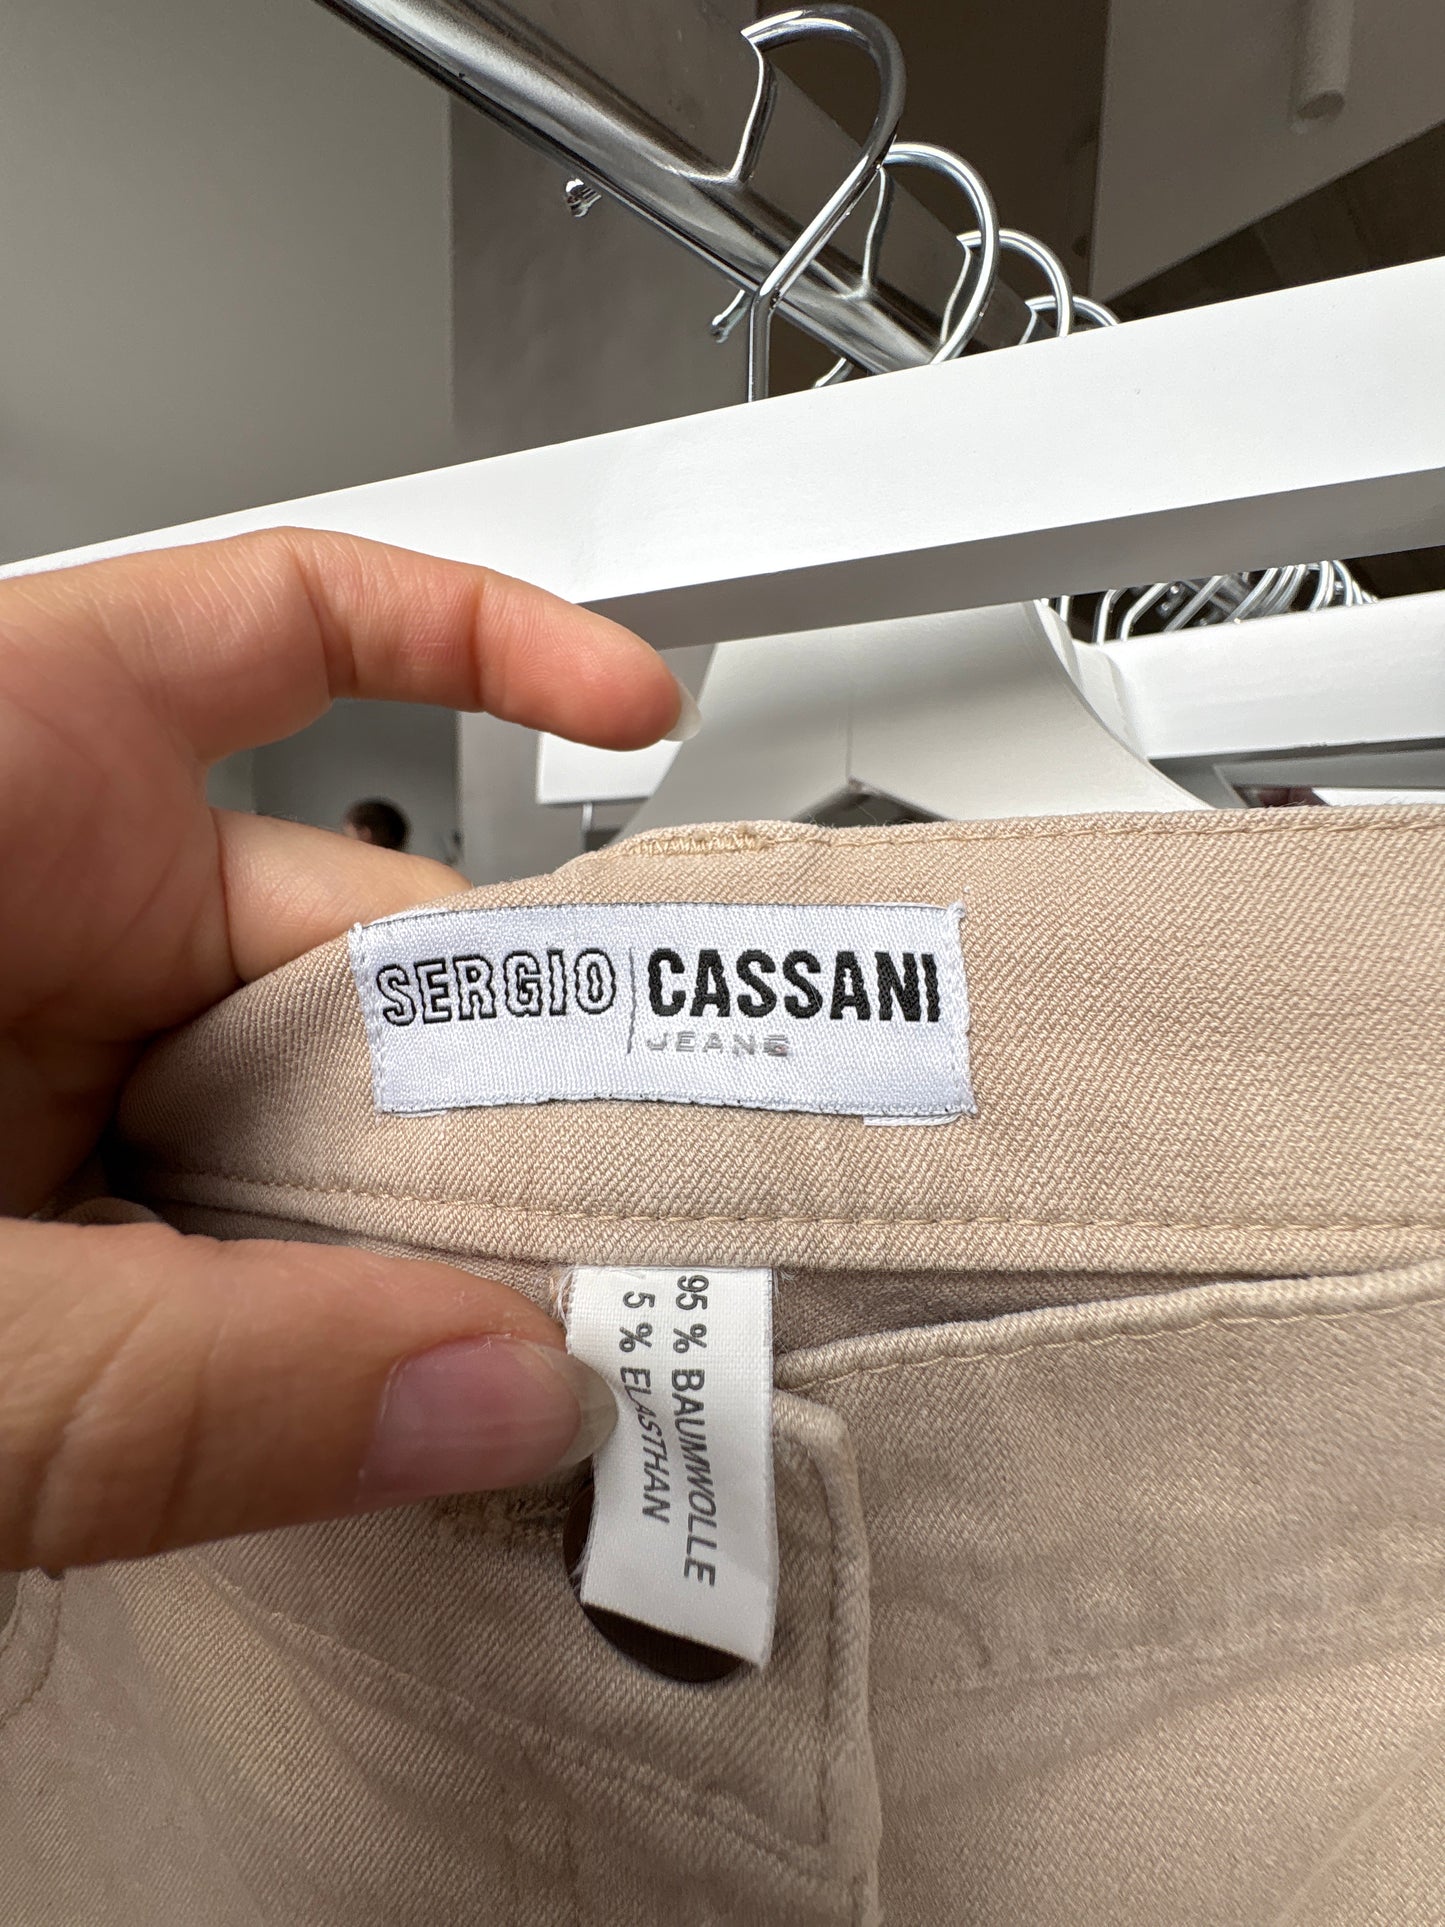 SERGIO CASSANI
JEANS
95 % BAUMWOLLE
5 % ELASTHAN